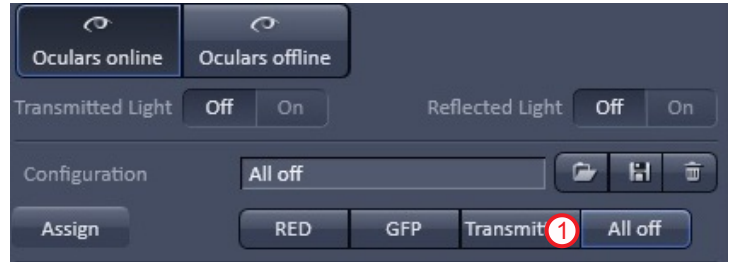 Oculars online Oculars offline
Transmitted Light Off On Reflected Light Off On
Configuration All off
Assign RED GFP Transmit 1 All off